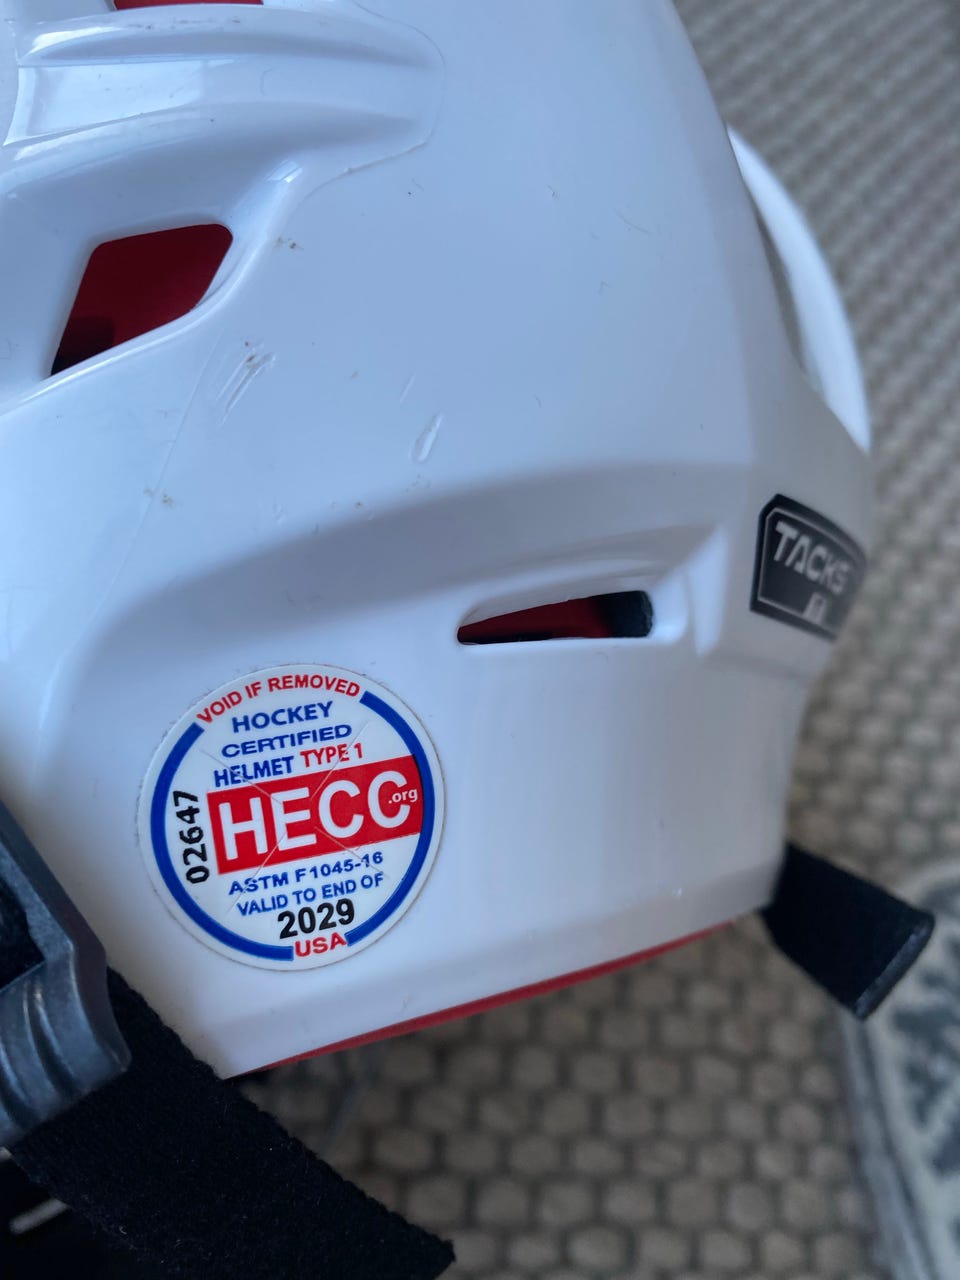 TACKS
VOID IF REMOVED
HOCKEY
CERTIFIED
HELMET TYPE 1
HECC.org
02647
ASTM F1045-16
VALID TO END OF
2029
USA